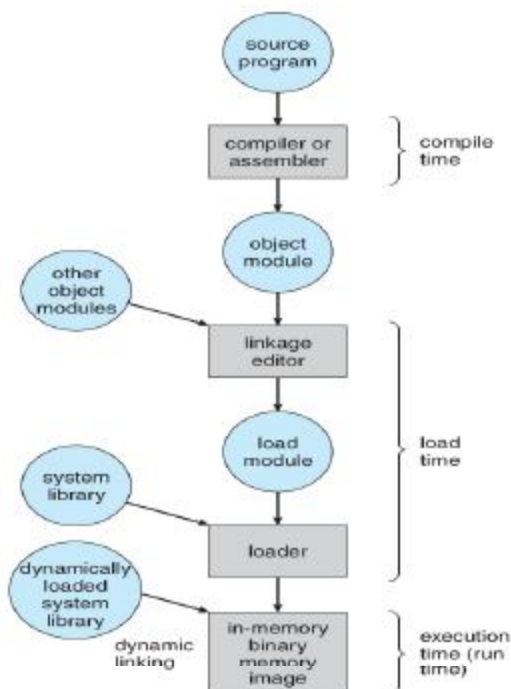 source
program
compiler or
assembler
compile
time
object
module
other
object
modules
linkage
editor
load
module
load
time
system
library
loader
dynamically
loaded
system
library
dynamic
linking
in-memory
binary
memory
image
execution
time (run
time)